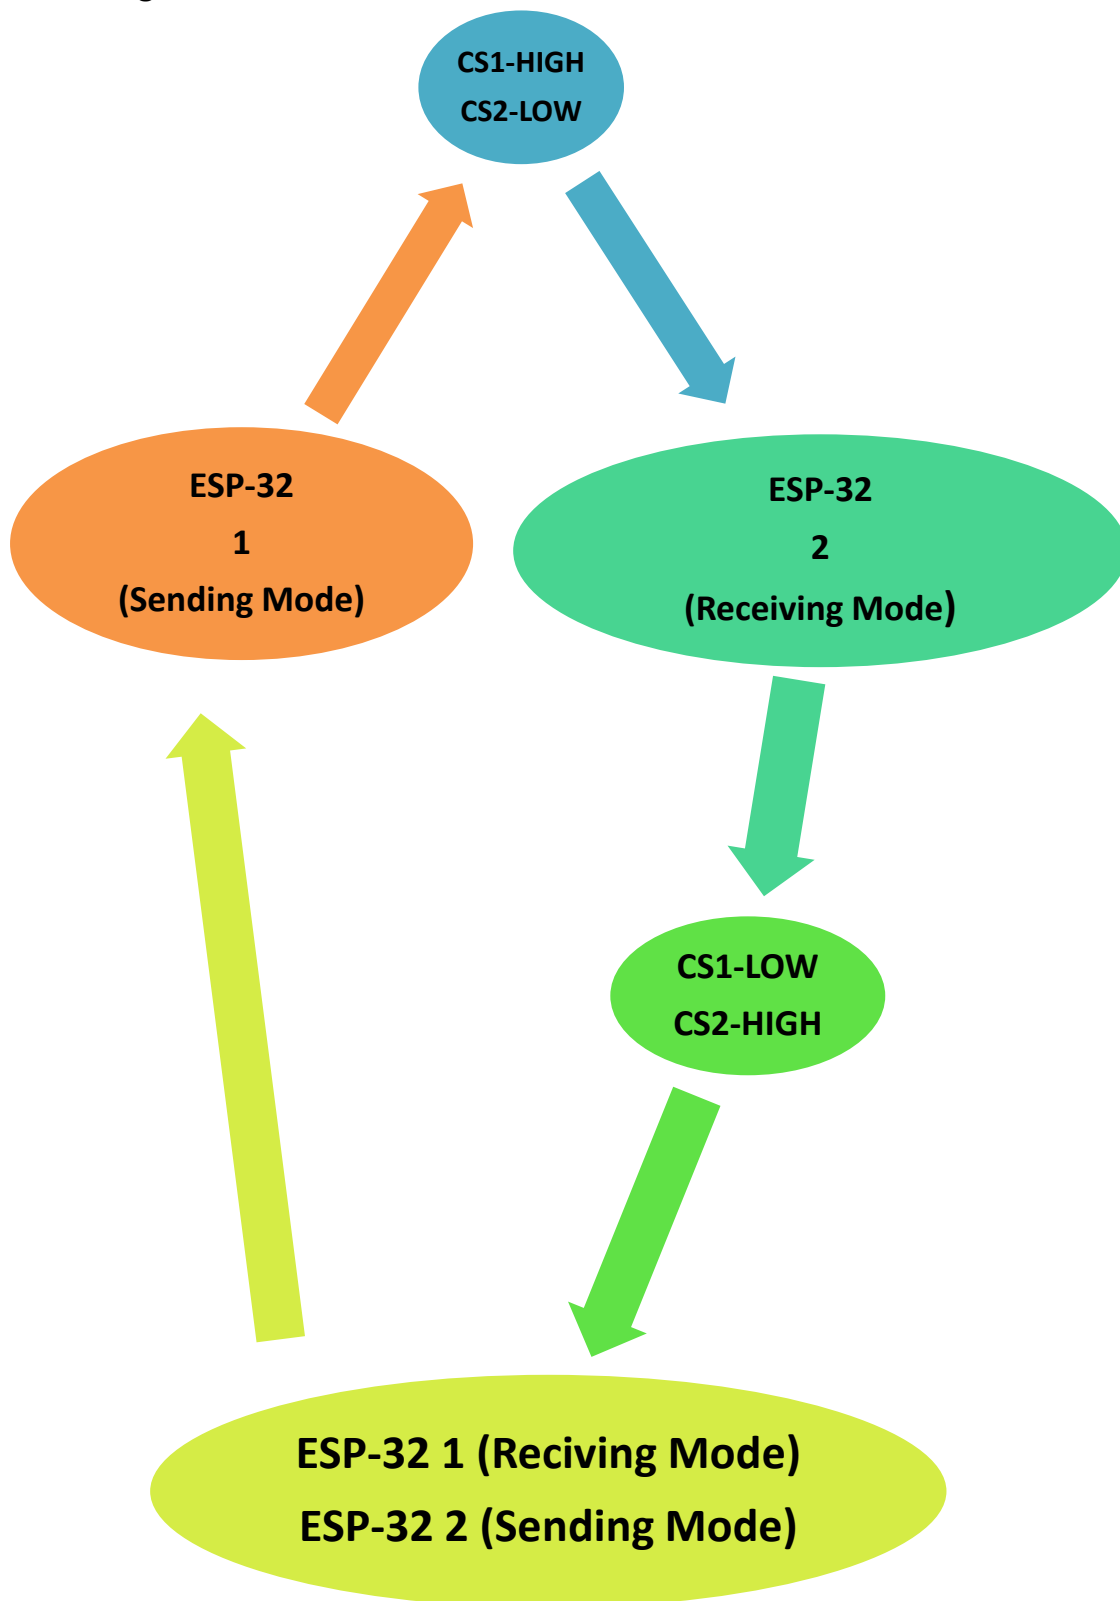 CS1-HIGH
CS2-LOW
ESP-32
1
(Sending Mode)
ESP-32
2
(Receiving Mode)
CS1-LOW
CS2-HIGH
ESP-32 1 (Reciving Mode)
ESP-32 2 (Sending Mode)